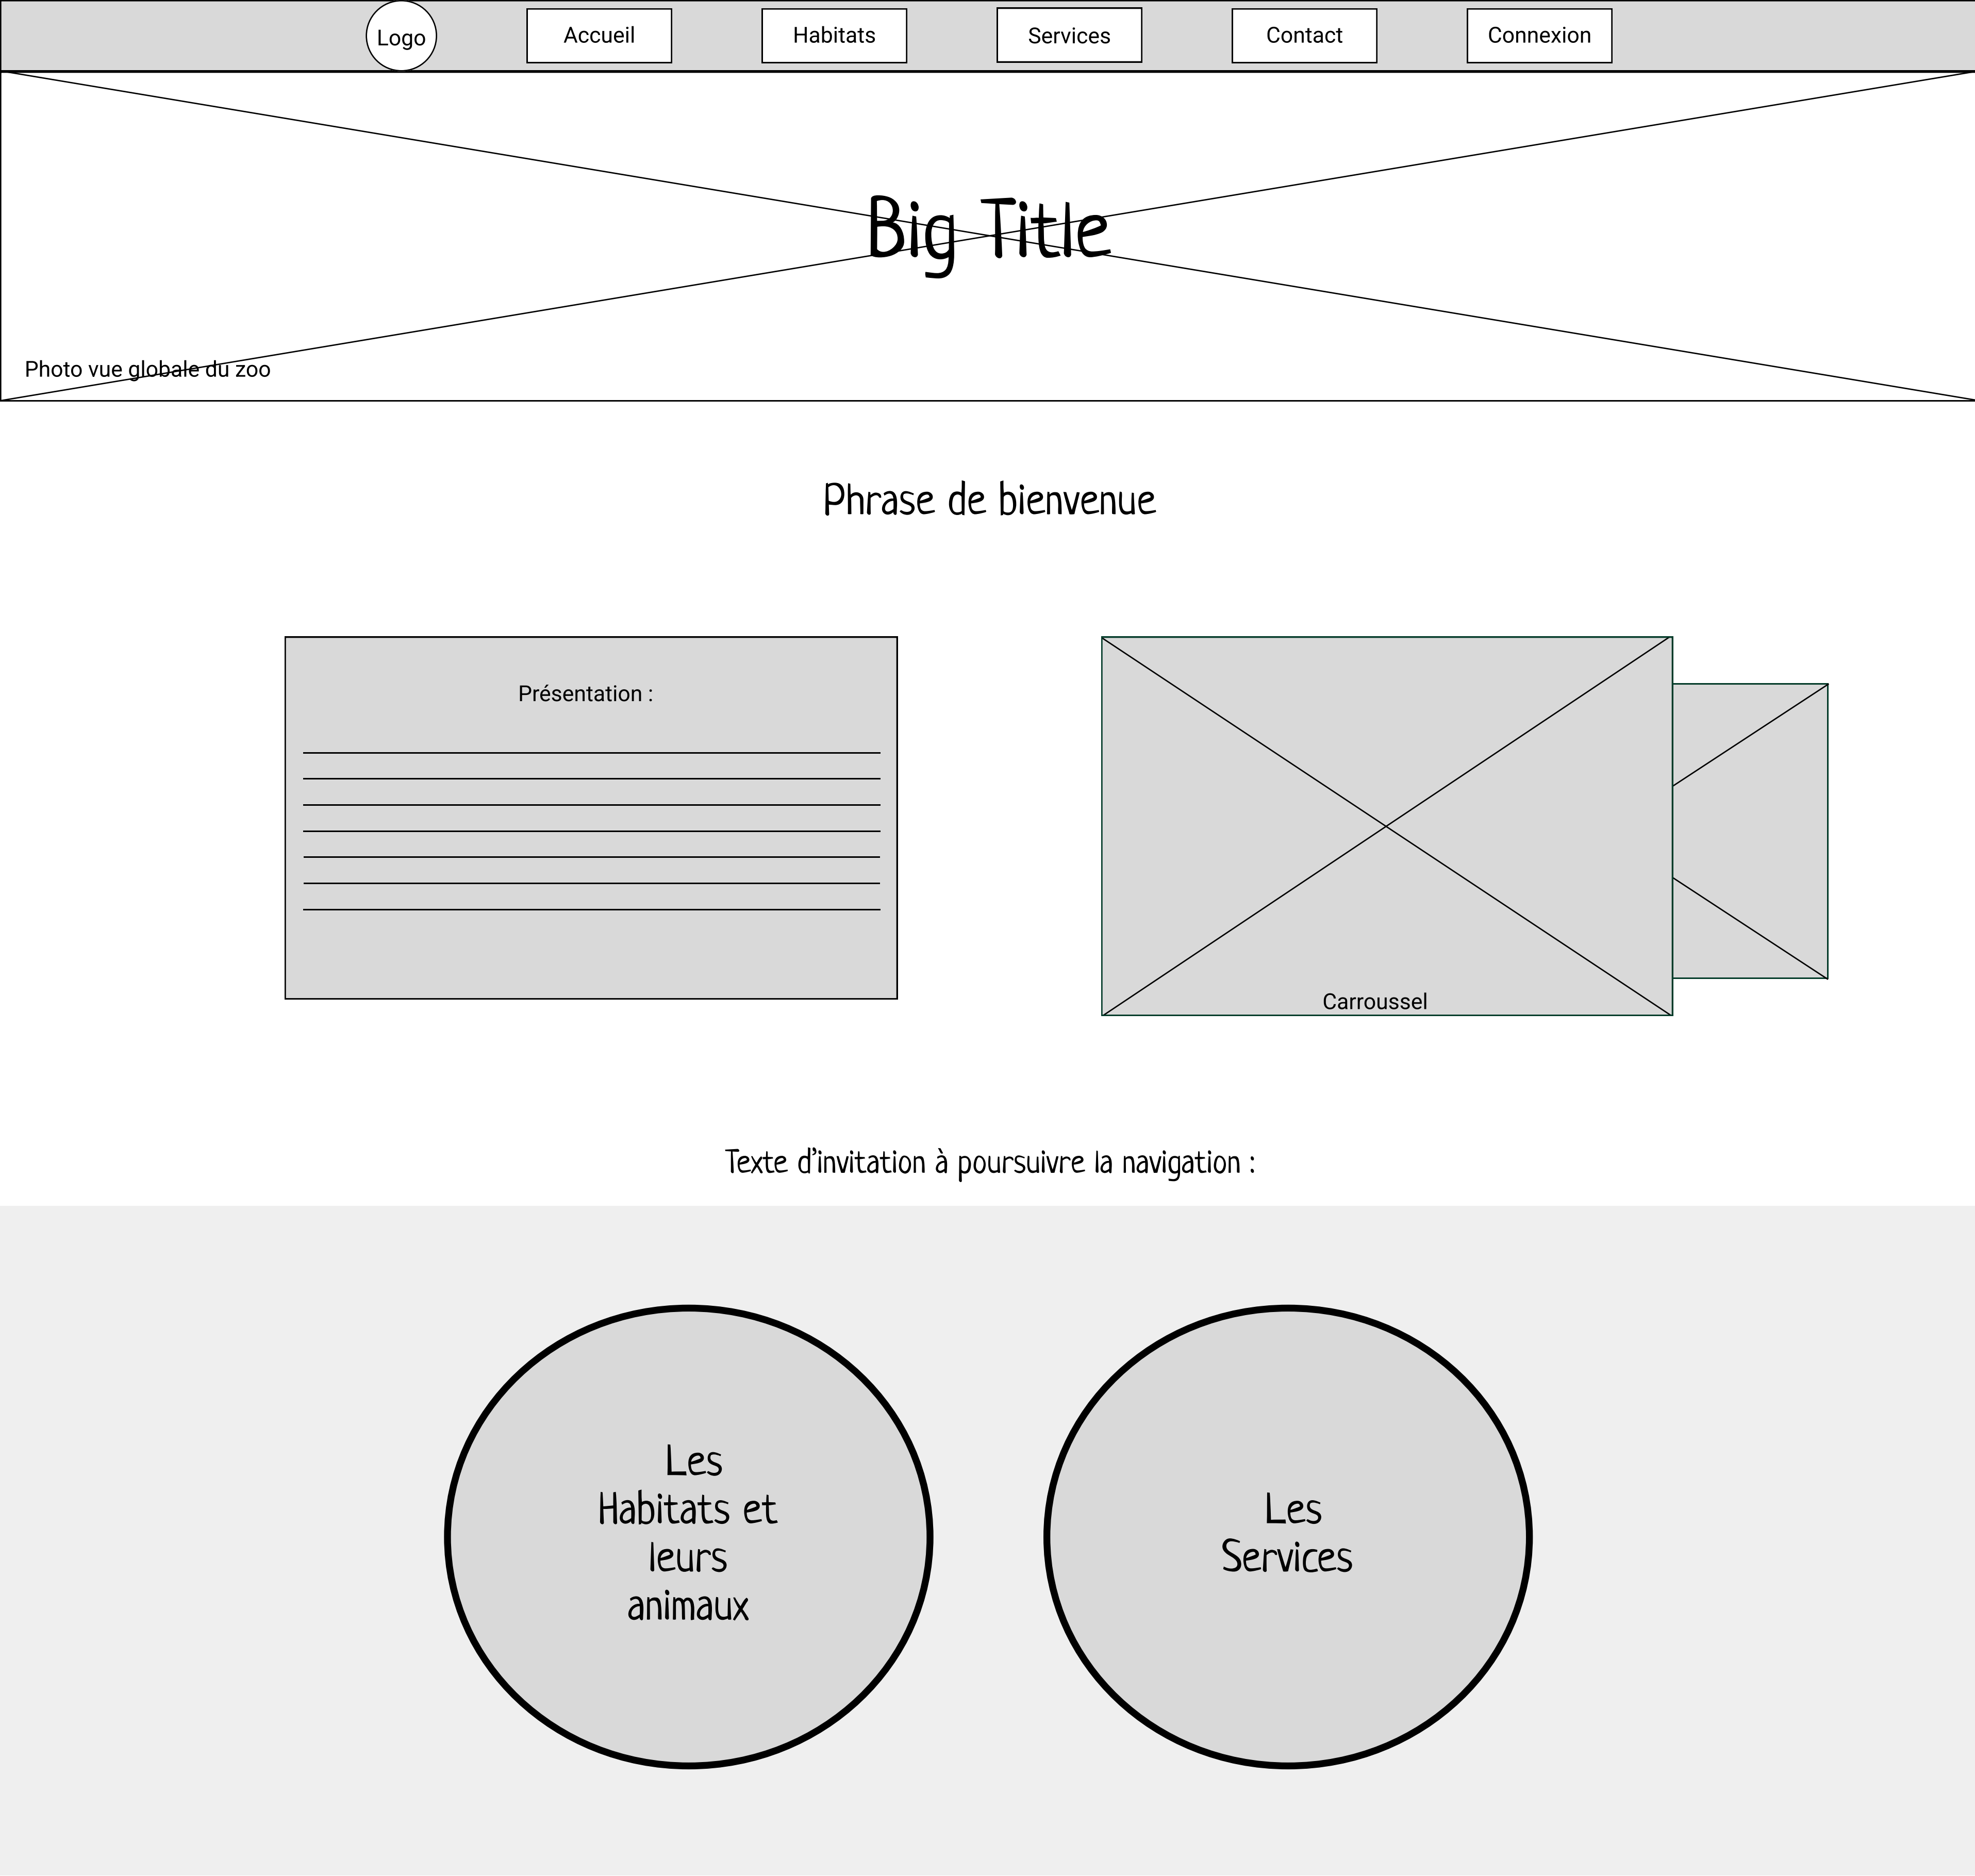 Logo
Accueil
Habitats
Services
Contact
Connexion
Big Title
Photo vue globale du zoo
Phrase de bienvenue
Présentation :
Carroussel
Texte d'invitation à poursuivre la navigation :
Les
Habitats et
leurs
animaux
Les
Services